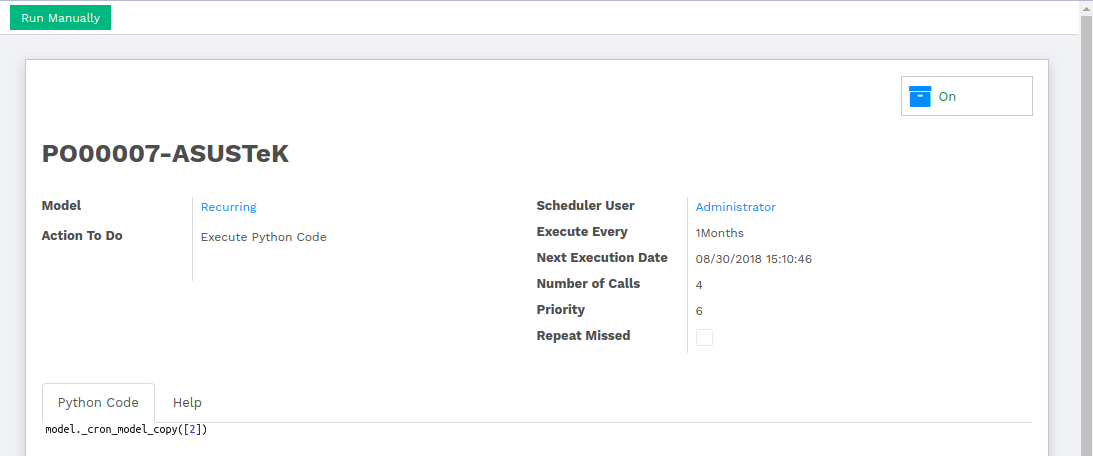 Run Manually
On
PO00007-ASUSTeK
Model Recurring
Action To Do Execute Python Code
Scheduler User Administrator
Execute Every 1Months
Next Execution Date 08/30/2018 15:10:46
Number of Calls 4
Priority 6
Repeat Missed
Python Code Help
model._cron_model_copy([2])